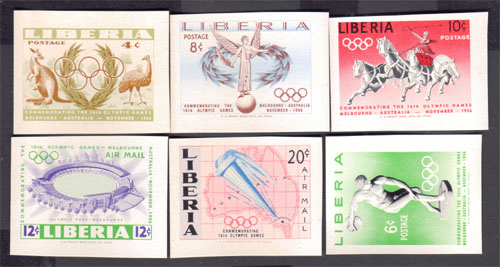 LIBERIA
POSTAGE
4¢
COMMEMORATING THE 16TH OLYMPIC GAMES
MELBOURNE - AUSTRALIA - NOVEMBER - 1956
LIBERIA
POSTAGE
8¢
COMMEMORATING THE
16TH OLYMPIC GAMES
MELBOURNE - AUSTRALIA
NOVEMBER - 1956
LIBERIA
10¢
POSTAGE
COMMEMORATING THE 16TH OLYMPIC GAMES
MELBOURNE - AUSTRALIA - NOVEMBER - 1956
COMMEMORATING THE
16TH OLYMPIC GAMES - MELBOURNE
AUSTRALIA - NOVEMBER - 1956
AIR MAIL
OLYMPIC PARK - MELBOURNE
12¢ LIBERIA 12¢
LIBERIA
20¢
AIR MAIL
COMMEMORATING
16TH OLYMPIC GAMES
LIBERIA
6¢
POSTAGE
COMMEMORATING THE 16TH OLYMPIC GAMES
MELBOURNE - AUSTRALIA - NOVEMBER - 1956